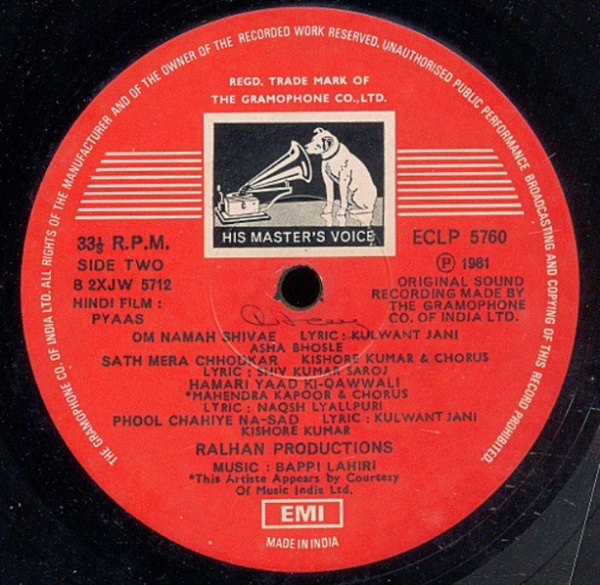 THE GRAMOPHONE CO. OF INDIA LTD. ALL RIGHTS OF THE MANUFACTURER AND OF THE OWNER OF THE RECORDED WORK RESERVED. UNAUTHORISED PUBLIC PERFORMANCE BROADCASTING AND COPYING OF THIS RECORD PROHIBITED.
REGD. TRADE MARK OF
THE GRAMOPHONE CO., LTD.
HIS MASTER'S VOICE
33⅓ R.P.M.
SIDE TWO
8 2XJW 5712
HINDI FILM :
PYAAS
ECLP 5760
Ⓟ 1981
ORIGINAL SOUND
RECORDING MADE BY
THE GRAMOPHONE
CO. OF INDIA LTD.
OM NAMAH SHIVAE LYRIC: KULWANT JANI
ASHA BHOSLE
SATH MERA CHHODKAR KISHORE KUMAR & CHORUS
LYRIC : SHIV KUMAR SAROJ
HAMARI YAAD KI-QAWWALI
*MAHENDRA KAPOOR & CHORUS
LYRIC : NAQSH LYALLPURI
PHOOL CHAHIYE NA-SAD LYRIC : KULWANT JANI
KISHORE KUMAR
RALHAN PRODUCTIONS
MUSIC : BAPPI LAHIRI
*This Artiste Appears by Courtesy
Of Music India Ltd.
EMI
MADE IN INDIA